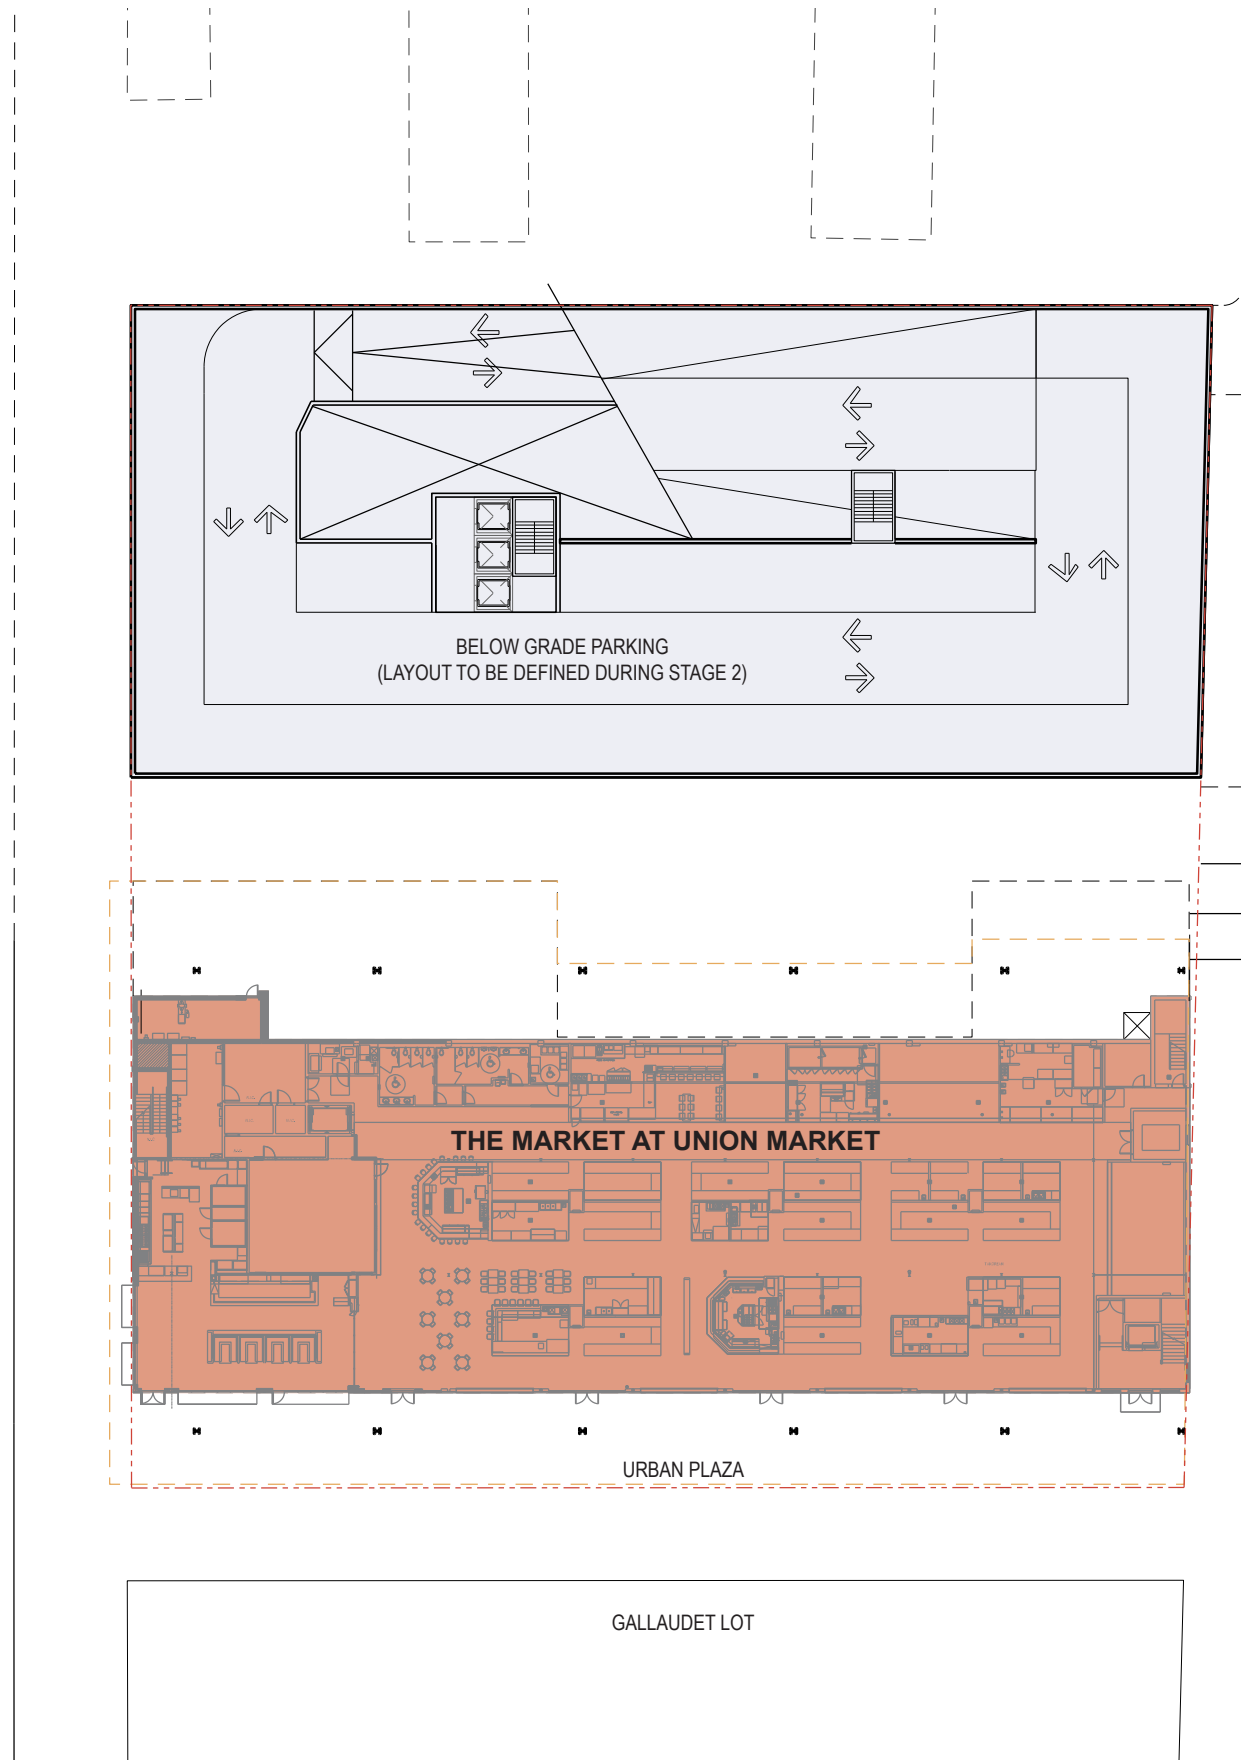 BELOW GRADE PARKING
(LAYOUT TO BE DEFINED DURING STAGE 2)
THE MARKET AT UNION MARKET
URBAN PLAZA
GALLAUDET LOT